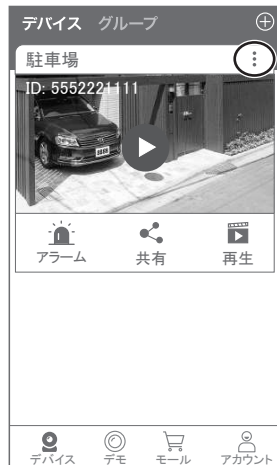 デバイス グループ
駐車場
ID: 5552221111
アラーム 共有 再生
デバイス デモ モール アカウント